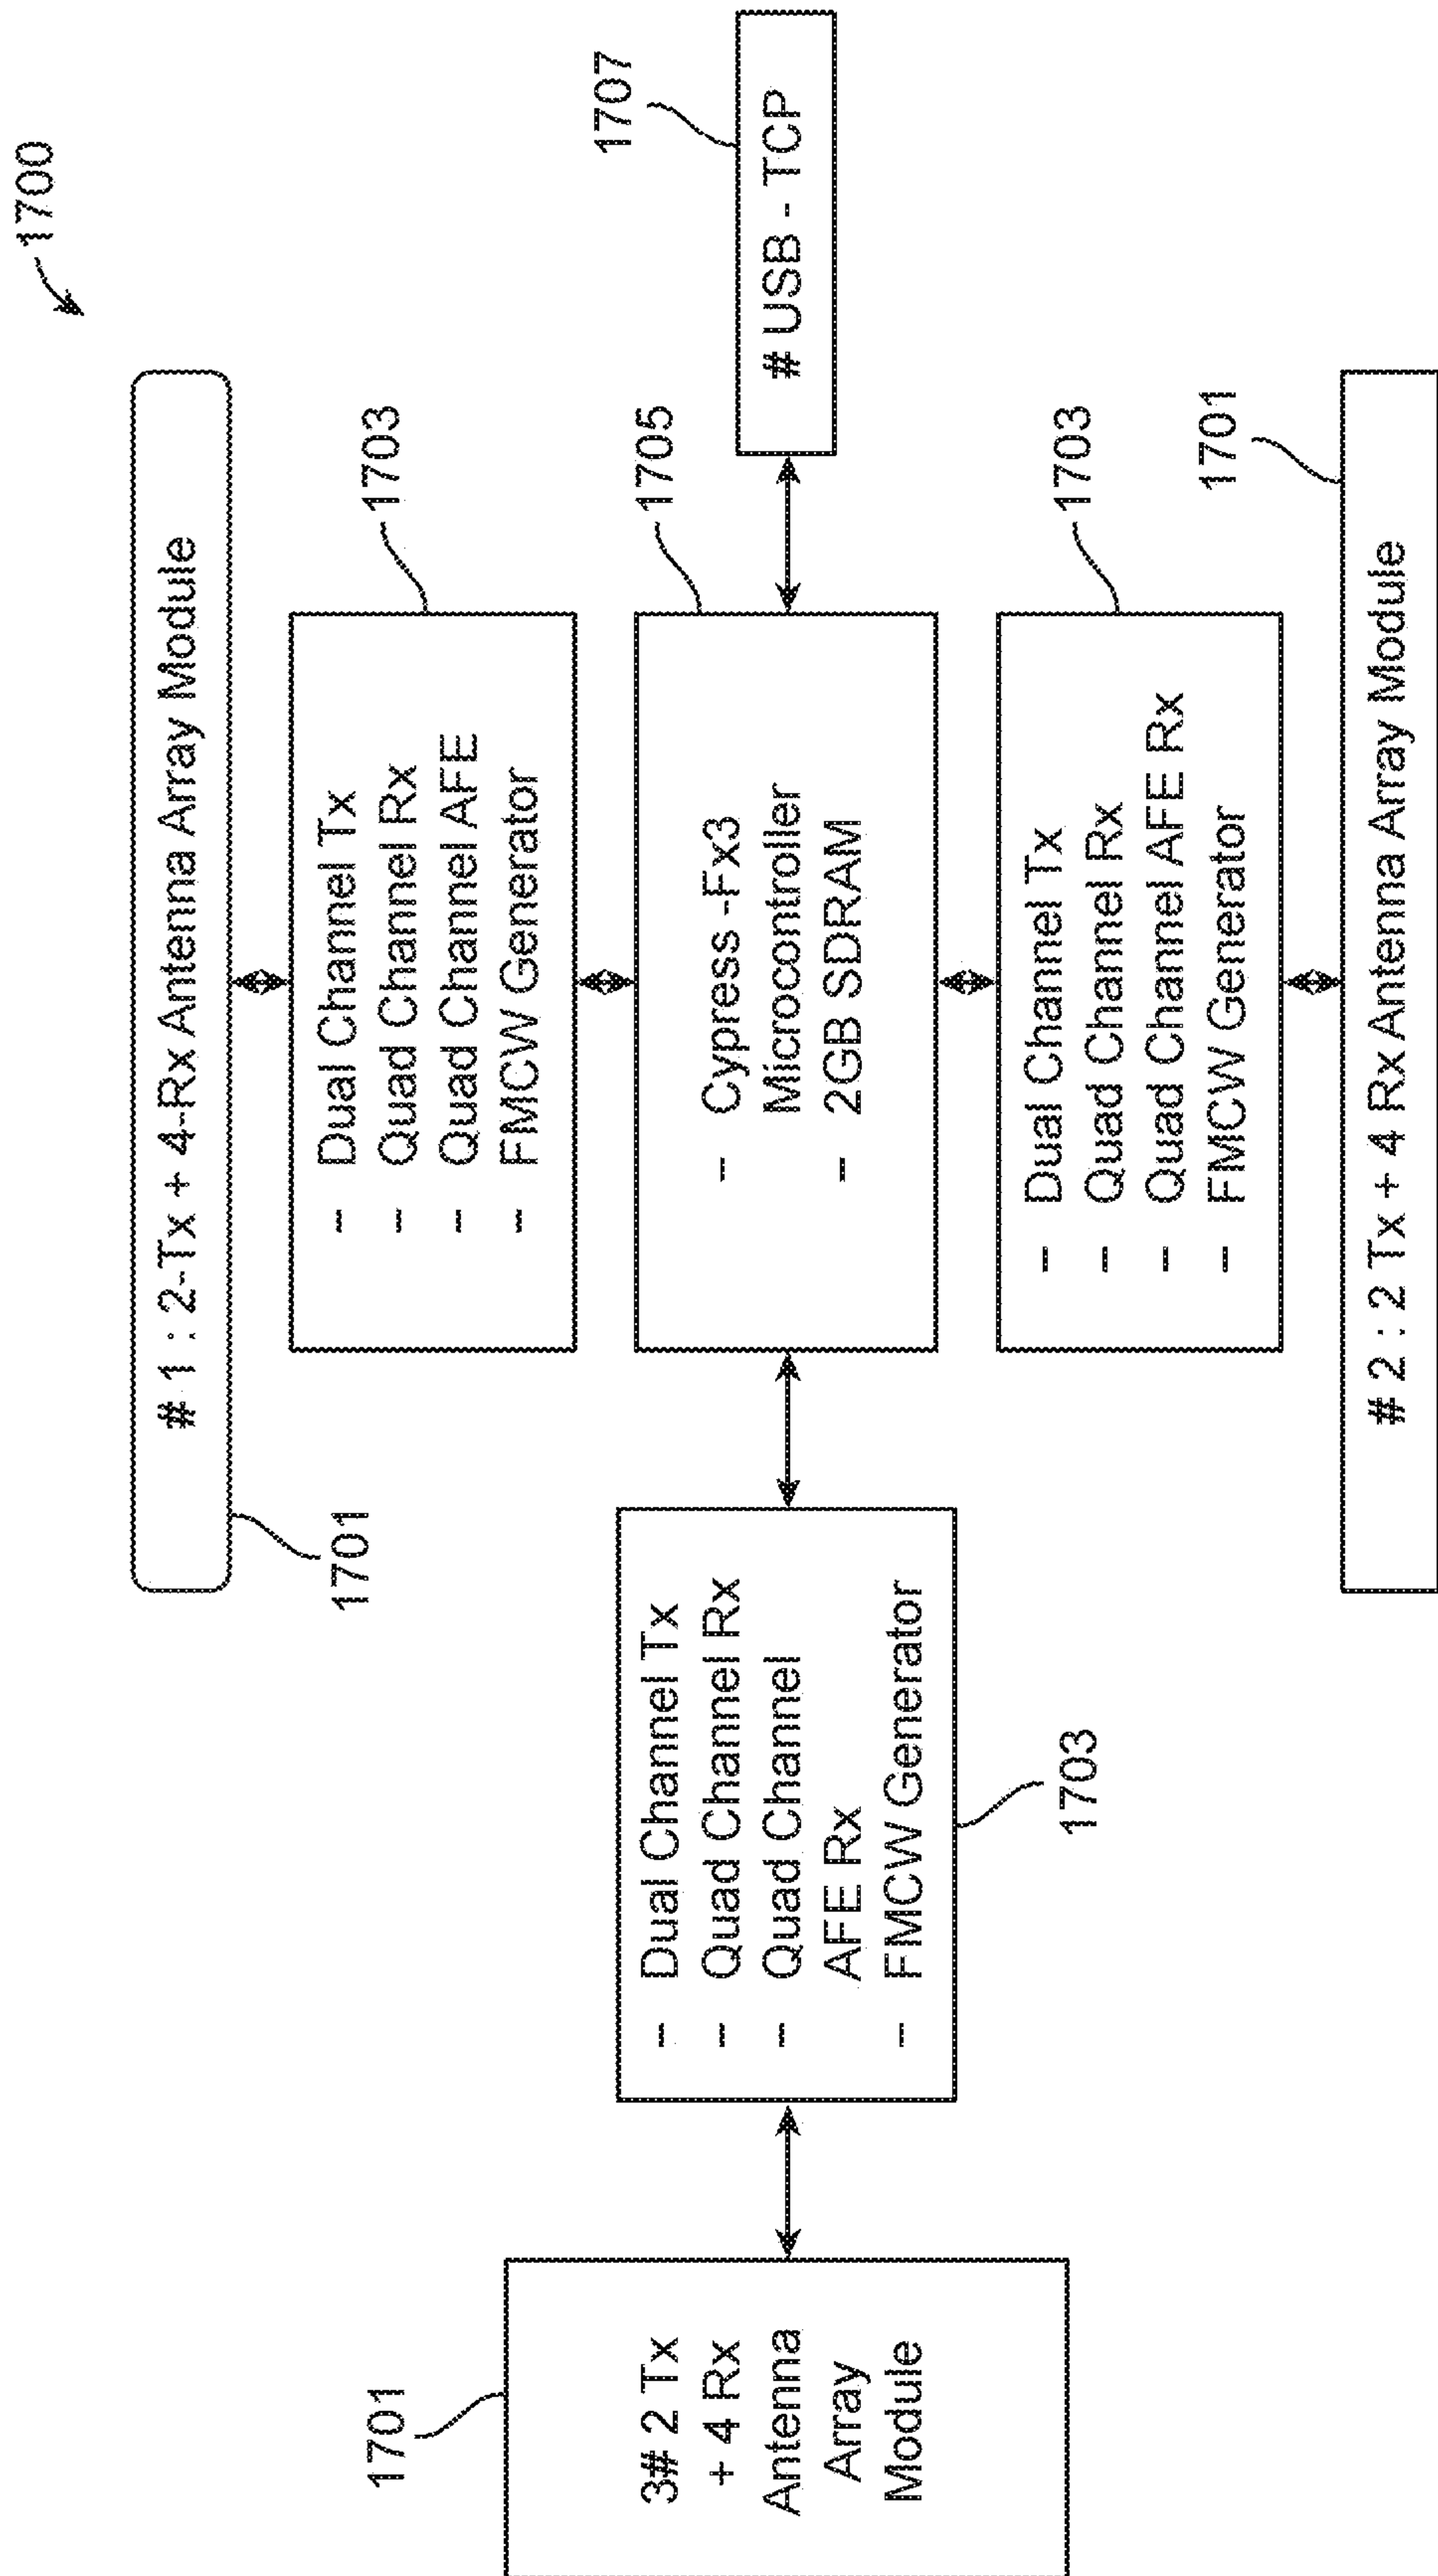 1700
# 1 : 2-Tx + 4-Rx Antenna Array Module
1701
1703
- Dual Channel Tx
- Quad Channel Rx
- Quad Channel AFE
- FMCW Generator
1701
3# 2 Tx
+ 4 Rx
Antenna
Array
Module
- Dual Channel Tx
- Quad Channel Rx
- Quad Channel
AFE Rx
- FMCW Generator
1703
1705
- Cypress -Fx3
Microcontroller
- 2GB SDRAM
1707
# USB - TCP
1703
- Dual Channel Tx
- Quad Channel Rx
- Quad Channel AFE Rx
- FMCW Generator
1701
# 2 : 2 Tx + 4 Rx Antenna Array Module